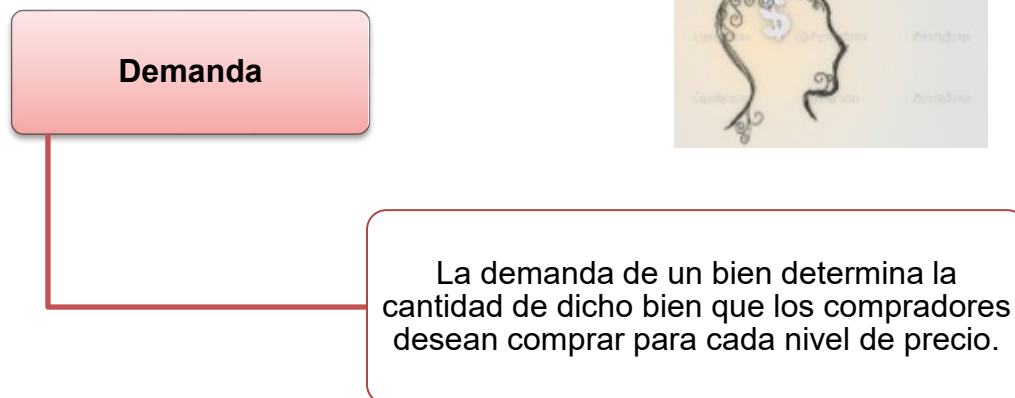 Demanda
$
La demanda de un bien determina la
cantidad de dicho bien que los compradores
desean comprar para cada nivel de precio.